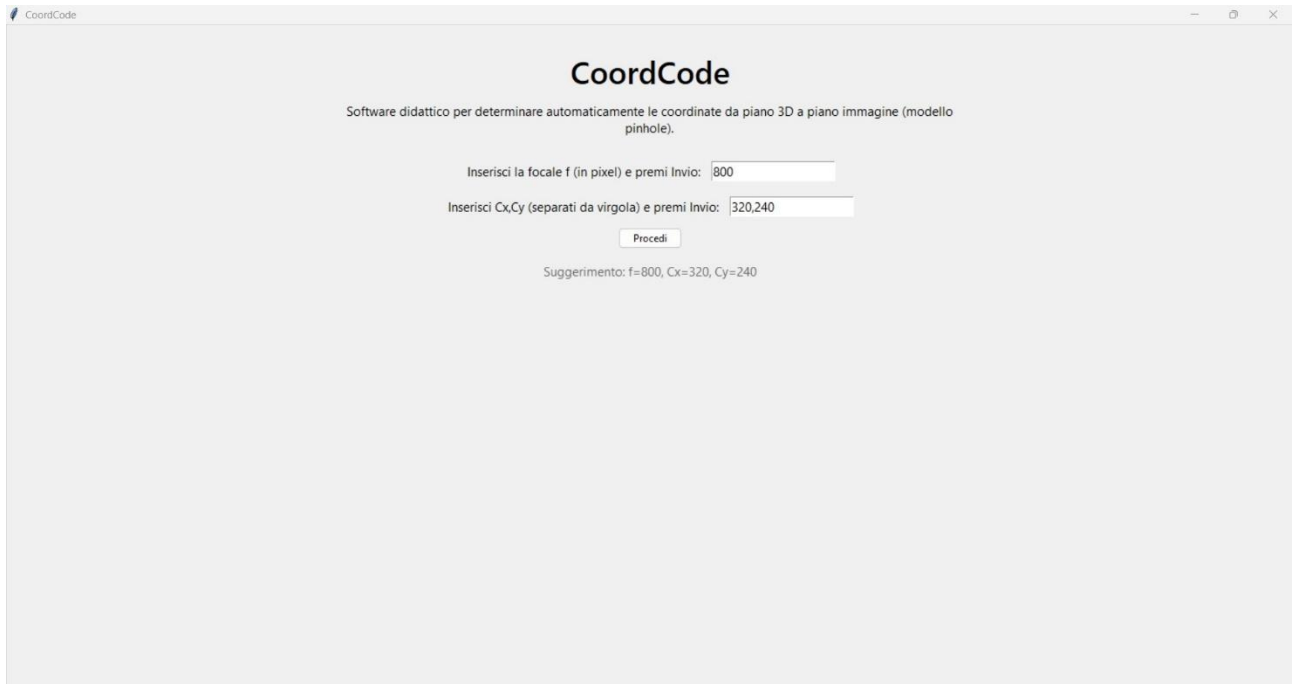 CoordCode
CoordCode
Software didattico per determinare automaticamente le coordinate da piano 3D a piano immagine (modello
pinhole).
Inserisci la focale f (in pixel) e premi Invio: 800
Inserisci Cx,Cy (separati da virgola) e premi Invio: 320,240
Procedi
Suggerimento: f=800, Cx=320, Cy=240